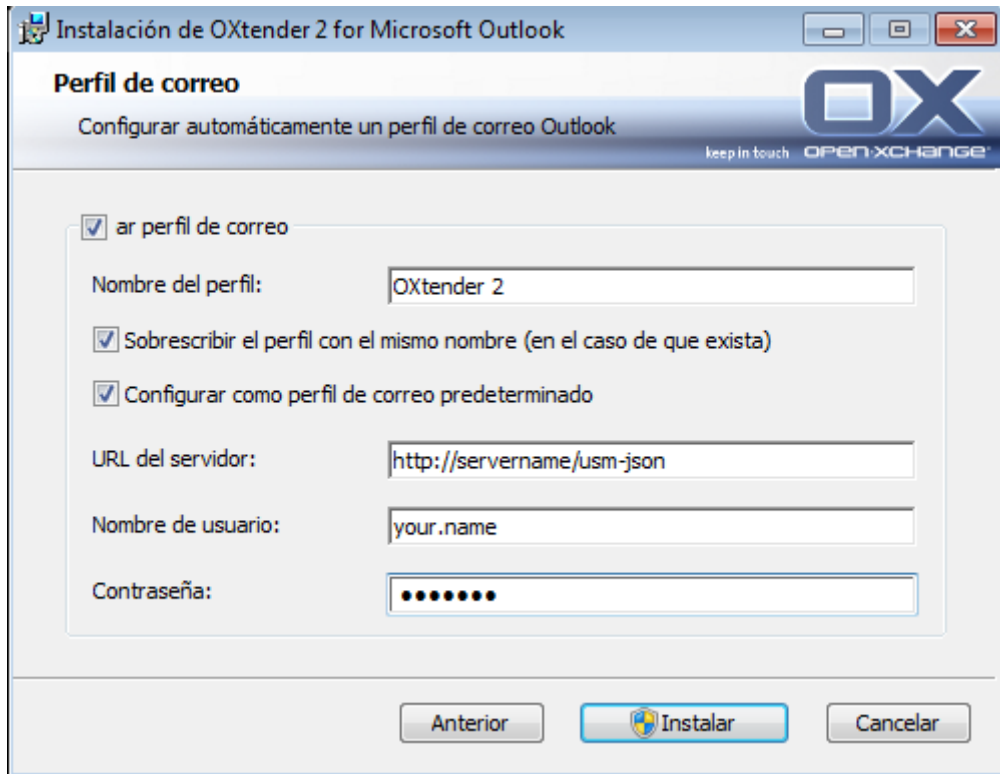 Instalación de OXtender 2 for Microsoft Outlook
Perfil de correo
Configurar automáticamente un perfil de correo Outlook
OX
keep in touch OPEN-XCHANGE
ar perfil de correo
Nombre del perfil: OXtender 2
Sobrescribir el perfil con el mismo nombre (en el caso de que exista)
Configurar como perfil de correo predeterminado
URL del servidor: http://servername/usm-json
Nombre de usuario: your.name
Contraseña: •••••••
Anterior Instalar Cancelar